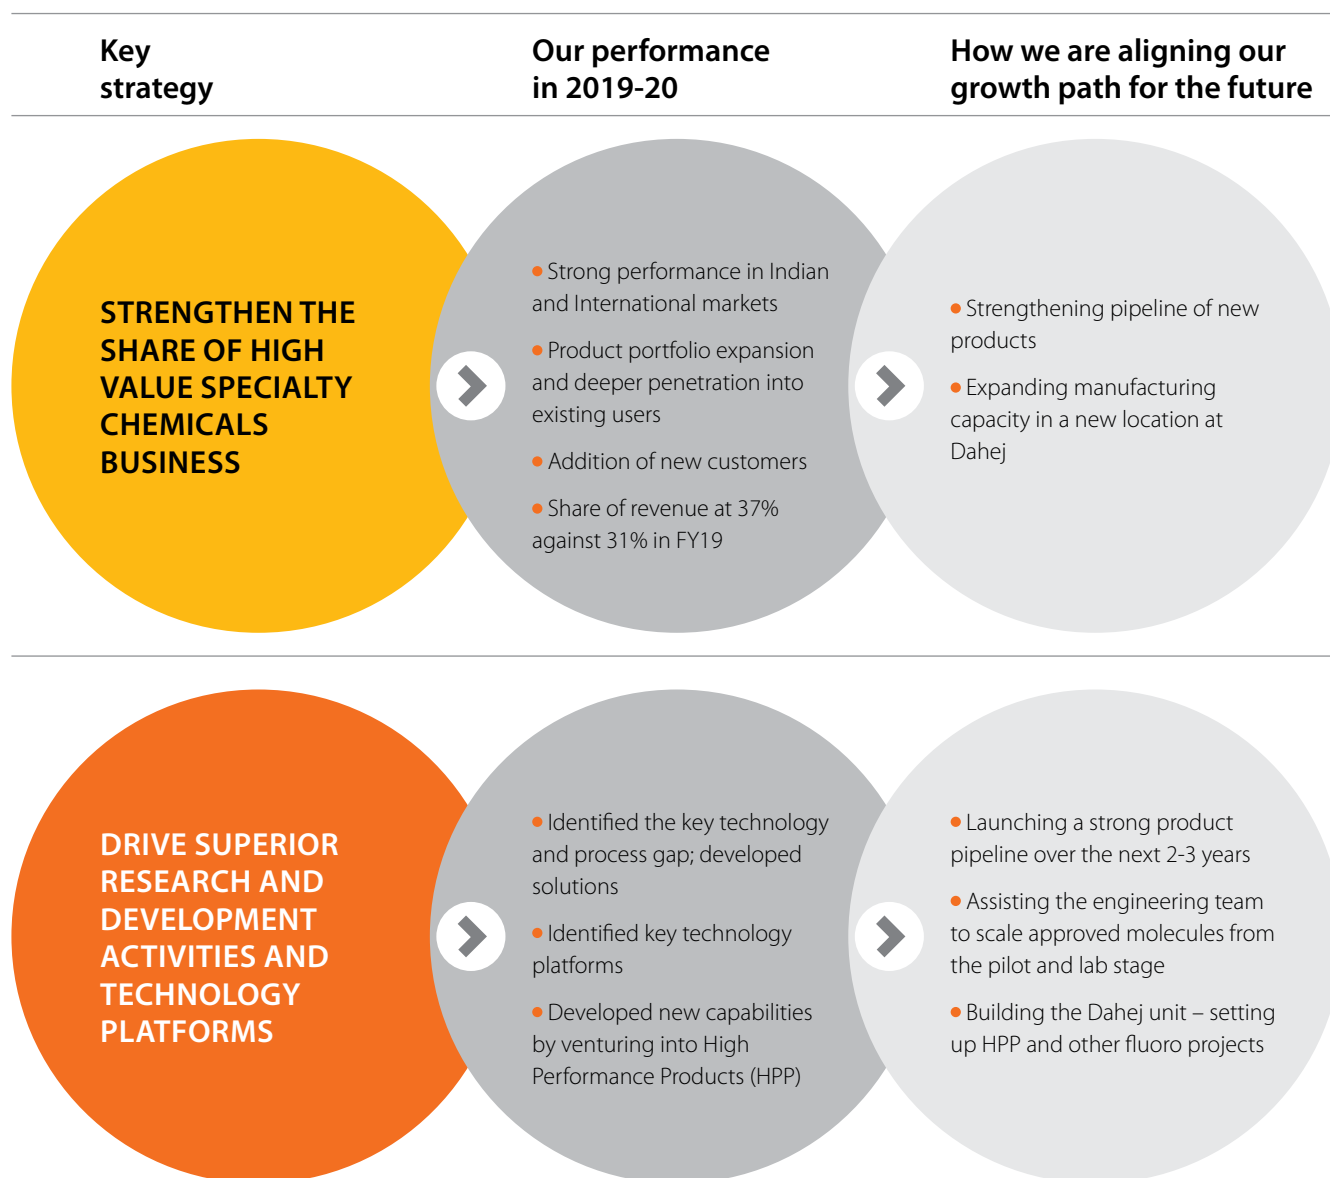 Key
strategy
Our performance
in 2019-20
How we are aligning our
growth path for the future
STRENGTHEN THE
SHARE OF HIGH
VALUE SPECIALTY
CHEMICALS
BUSINESS
• Strong performance in Indian
and International markets
• Product portfolio expansion
and deeper penetration into
existing users
• Addition of new customers
• Share of revenue at 37%
against 31% in FY19
• Strengthening pipeline of new
products
• Expanding manufacturing
capacity in a new location at
Dahej
DRIVE SUPERIOR
RESEARCH AND
DEVELOPMENT
ACTIVITIES AND
TECHNOLOGY
PLATFORMS
• Identified the key technology
and process gap; developed
solutions
• Identified key technology
platforms
• Developed new capabilities
by venturing into High
Performance Products (HPP)
• Launching a strong product
pipeline over the next 2-3 years
• Assisting the engineering team
to scale approved molecules from
the pilot and lab stage
• Building the Dahej unit – setting
up HPP and other fluoro projects